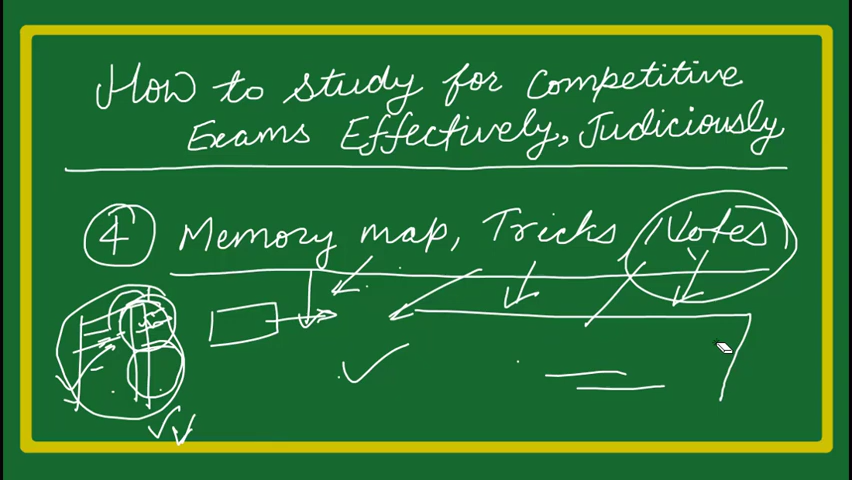 How to study for competitive
Exams Effectively, Judiciously
4 Memory map, Tricks Notes